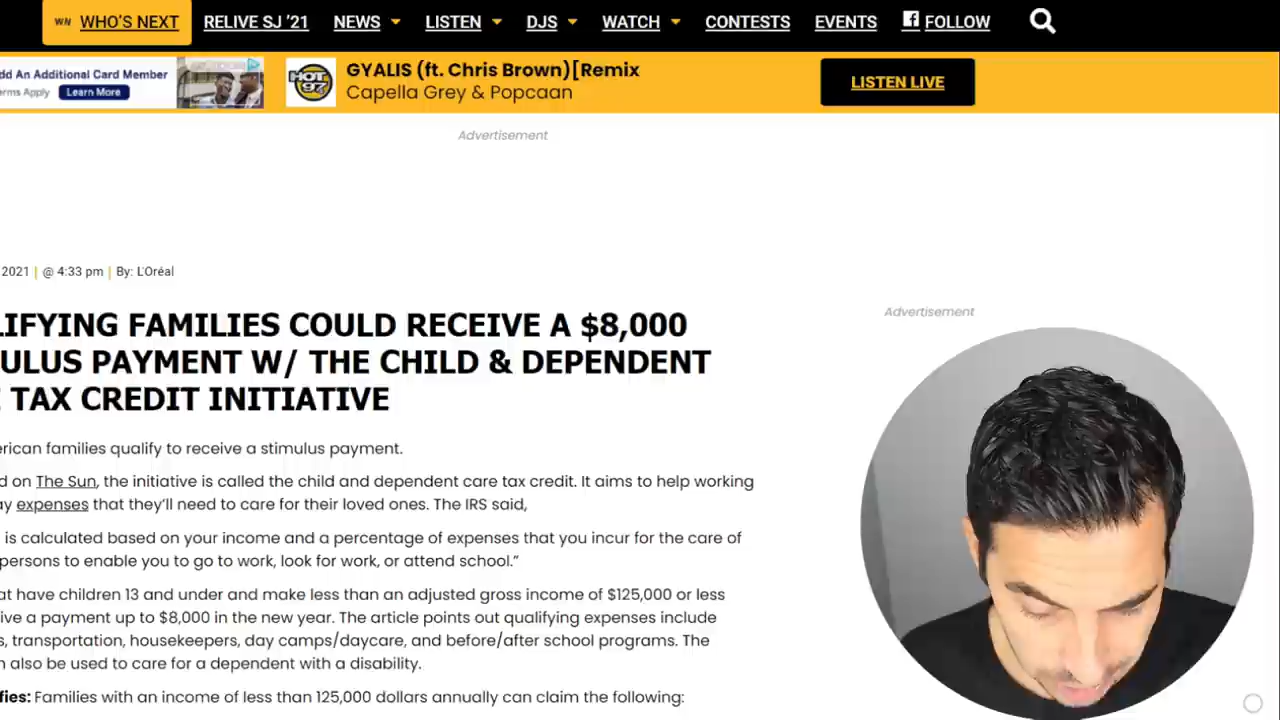 WN WHO'S NEXT RELIVE SJ '21 NEWS LISTEN DJS WATCH CONTESTS EVENTS FOLLOW
dd An Additional Card Member
erms Apply Learn More
HOT 97
GYALIS (ft. Chris Brown)[Remix
Capella Grey & Popcaan
LISTEN LIVE
Advertisement
2021 | @ 4:33 pm | By: L'Oréal
LIFYING FAMILIES COULD RECEIVE A $8,000
ULUS PAYMENT W/ THE CHILD & DEPENDENT
TAX CREDIT INITIATIVE
Advertisement
erican families qualify to receive a stimulus payment.
d on The Sun, the initiative is called the child and dependent care tax credit. It aims to help working
ay expenses that they'll need to care for their loved ones. The IRS said,
is calculated based on your income and a percentage of expenses that you incur for the care of
persons to enable you to go to work, look for work, or attend school.”
at have children 13 and under and make less than an adjusted gross income of $125,000 or less
ive a payment up to $8,000 in the new year. The article points out qualifying expenses include
s, transportation, housekeepers, day camps/daycare, and before/after school programs. The
n also be used to care for a dependent with a disability.
fies: Families with an income of less than 125,000 dollars annually can claim the following: